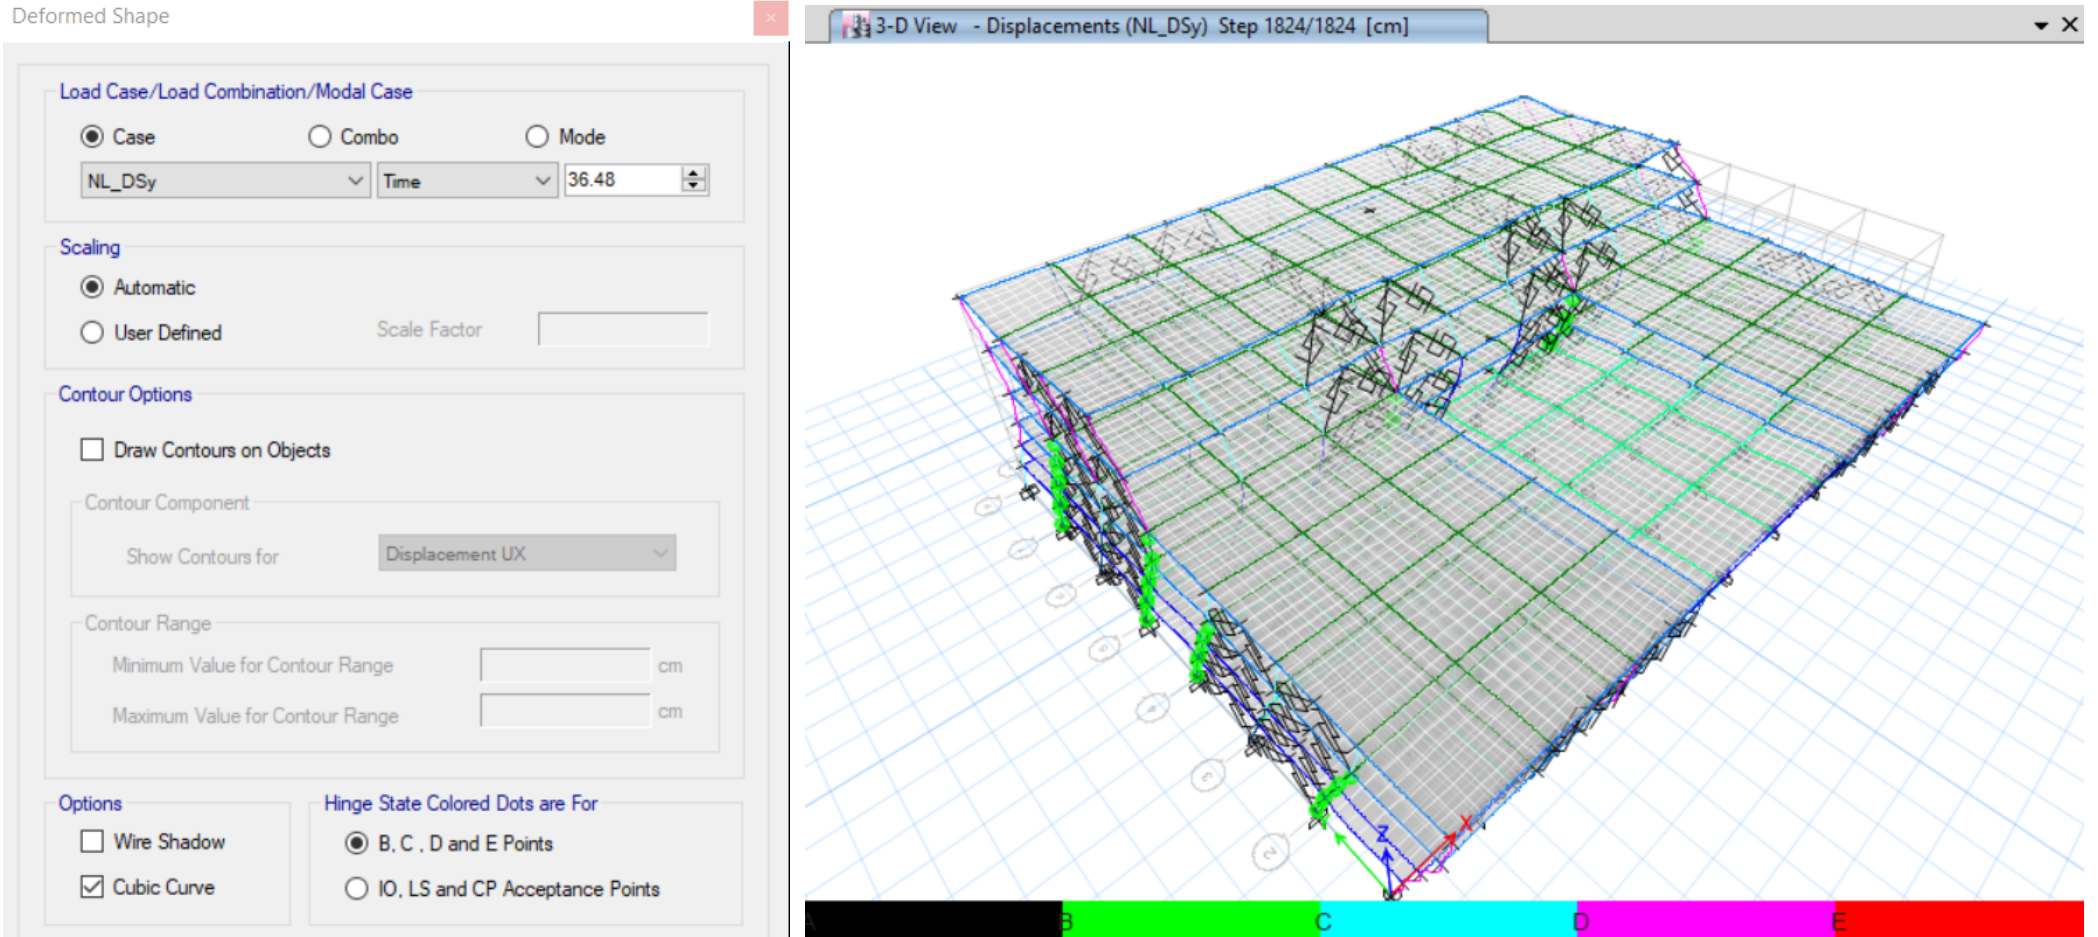 Deformed Shape
Load Case/Load Combination/Modal Case
Case
Combo
Mode
NL_DSy
Time
36.48
Scaling
Automatic
User Defined
Scale Factor
Contour Options
Draw Contours on Objects
Contour Component
Show Contours for
Displacement UX
Contour Range
Minimum Value for Contour Range
cm
Maximum Value for Contour Range
cm
Options
Wire Shadow
Cubic Curve
Hinge State Colored Dots are For
B, C , D and E Points
IO, LS and CP Acceptance Points
3-D View - Displacements (NL_DSy) Step 1824/1824 [cm]
4
3
2
Z
X
A
B
C
D
E